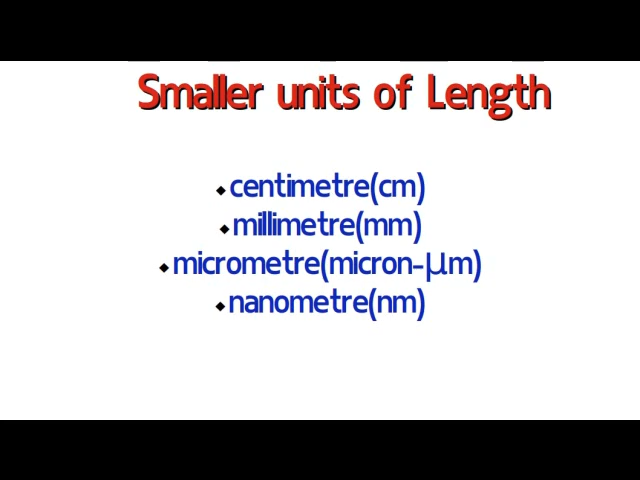 Smaller units of Length
⬥centimetre(cm)
⬥millimetre(mm)
⬥micrometre(micron-μm)
⬥nanometre(nm)